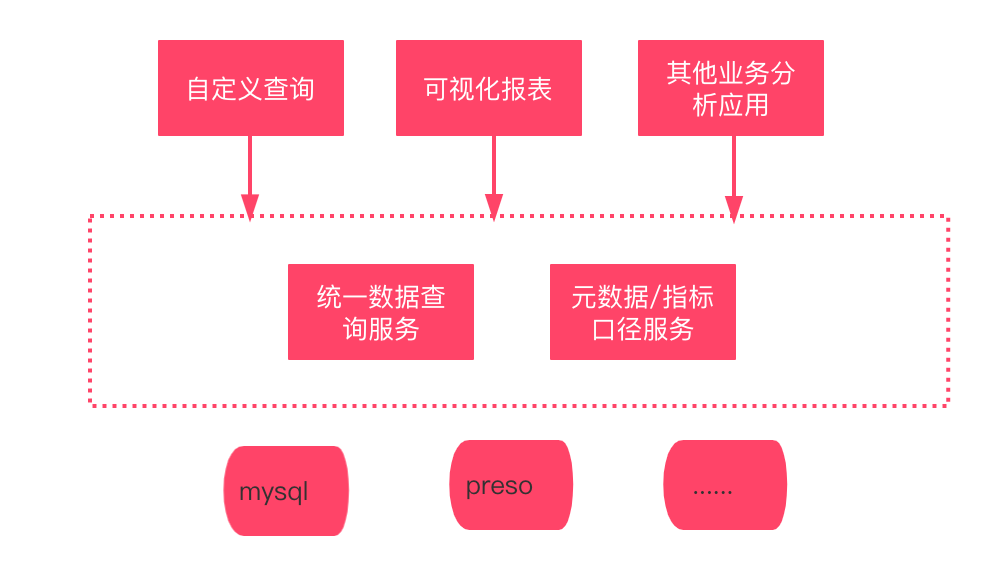 自定义查询
可视化报表
其他业务分
析应用
统一数据查
询服务
元数据/指标
口径服务
mysql
preso
......